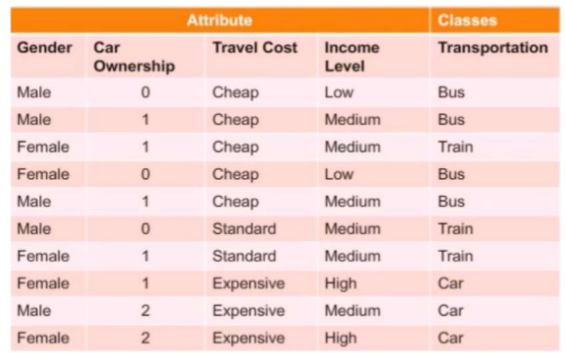 Attribute Classes
Gender Car Ownership Travel Cost Income Level Transportation
Male 0 Cheap Low Bus
Male 1 Cheap Medium Bus
Female 1 Cheap Medium Train
Female 0 Cheap Low Bus
Male 1 Cheap Medium Bus
Male 0 Standard Medium Train
Female 1 Standard Medium Train
Female 1 Expensive High Car
Male 2 Expensive Medium Car
Female 2 Expensive High Car